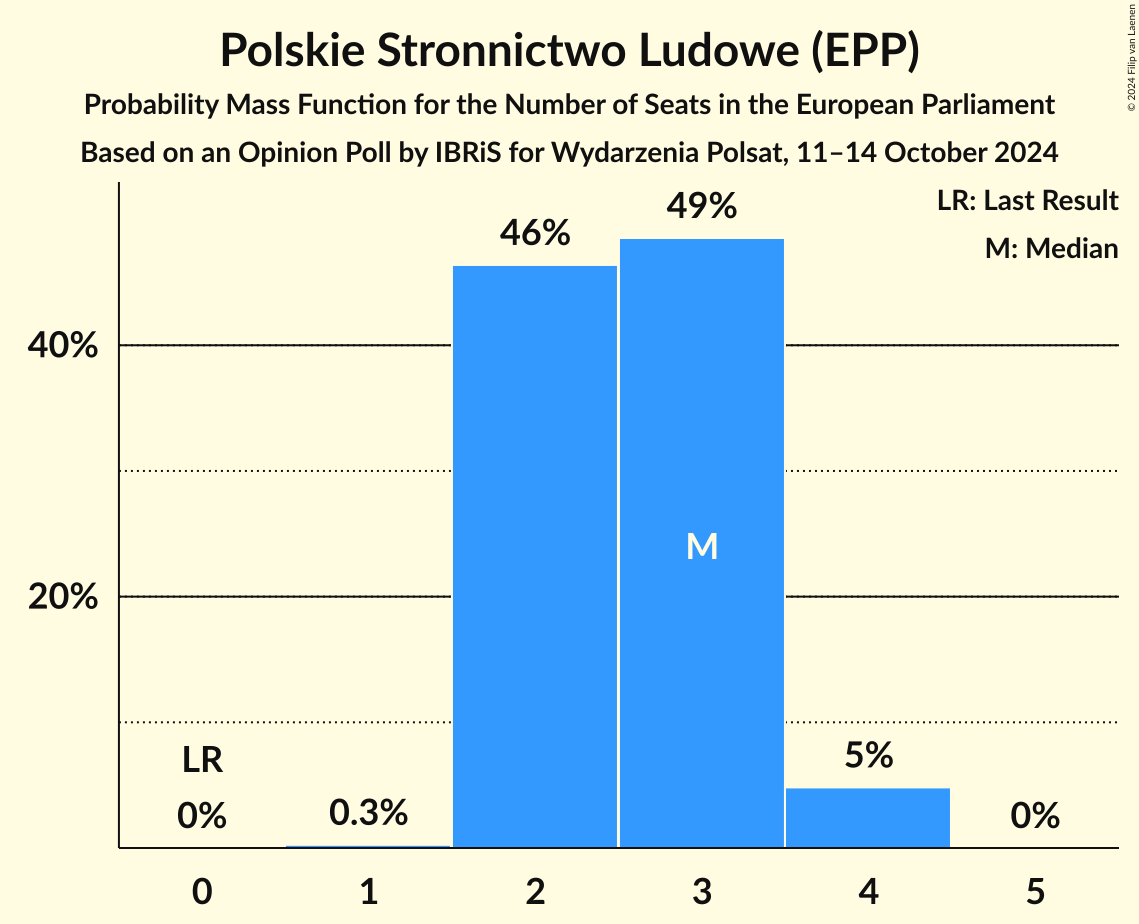 Polskie Stronnictwo Ludowe (EPP)
Probability Mass Function for the Number of Seats in the European Parliament
Based on an Opinion Poll by IBRiS for Wydarzenia Polsat, 11–14 October 2024
© 2024 Filip van Laenen
LR: Last Result
M: Median
49%
46%
40%
M
20%
LR
5%
0%
0.3%
0%
0 1 2 3 4 5